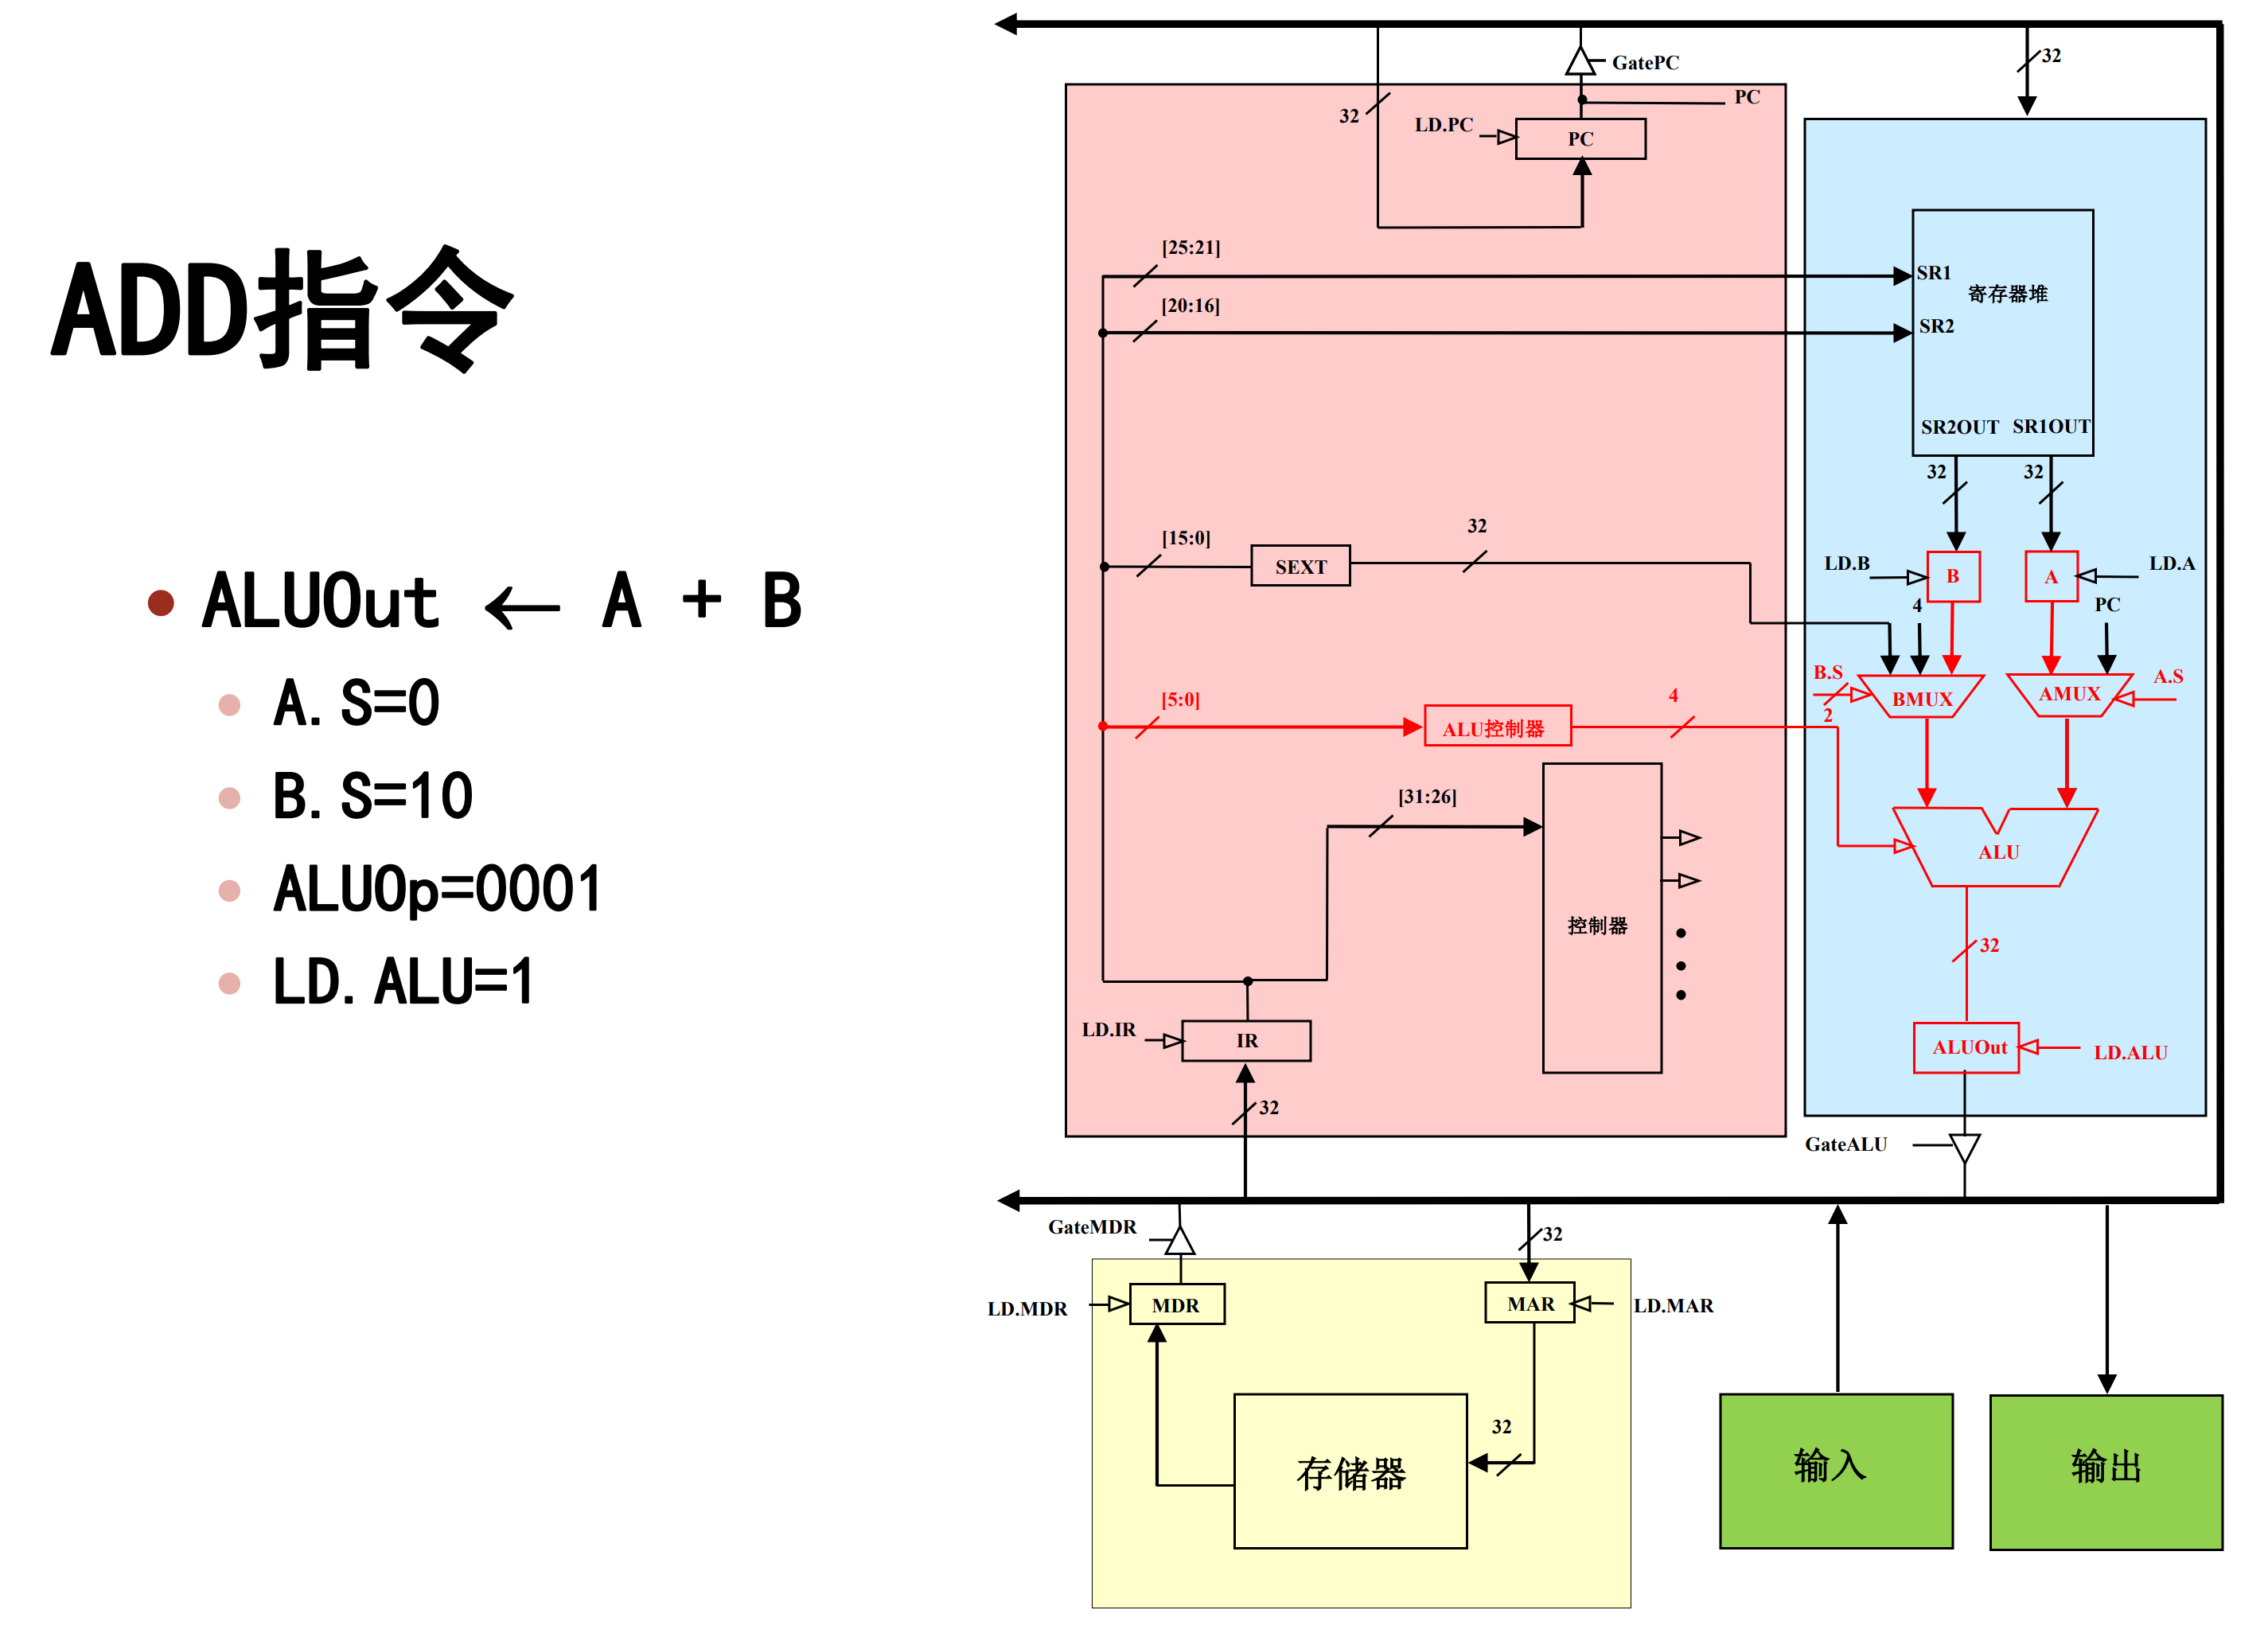 ADD指令
ALUOut ← A + B
A.S=0
B.S=10
ALUOp=0001
LD.ALU=1
GatePC
32
PC
32
LD.PC
PC
[25:21]
SR1
寄存器堆
[20:16]
SR2
SR2OUT SR1OUT
32
32
[15:0]
32
SEXT
LD.B
B
A
LD.A
4
PC
B.S
2
BMUX
AMUX
A.S
[5:0]
ALU控制器
4
[31:26]
ALU
控制器
32
LD.IR
IR
ALUOut
LD.ALU
32
GateALU
GateMDR
32
LD.MDR
MDR
MAR
LD.MAR
32
存储器
输入
输出